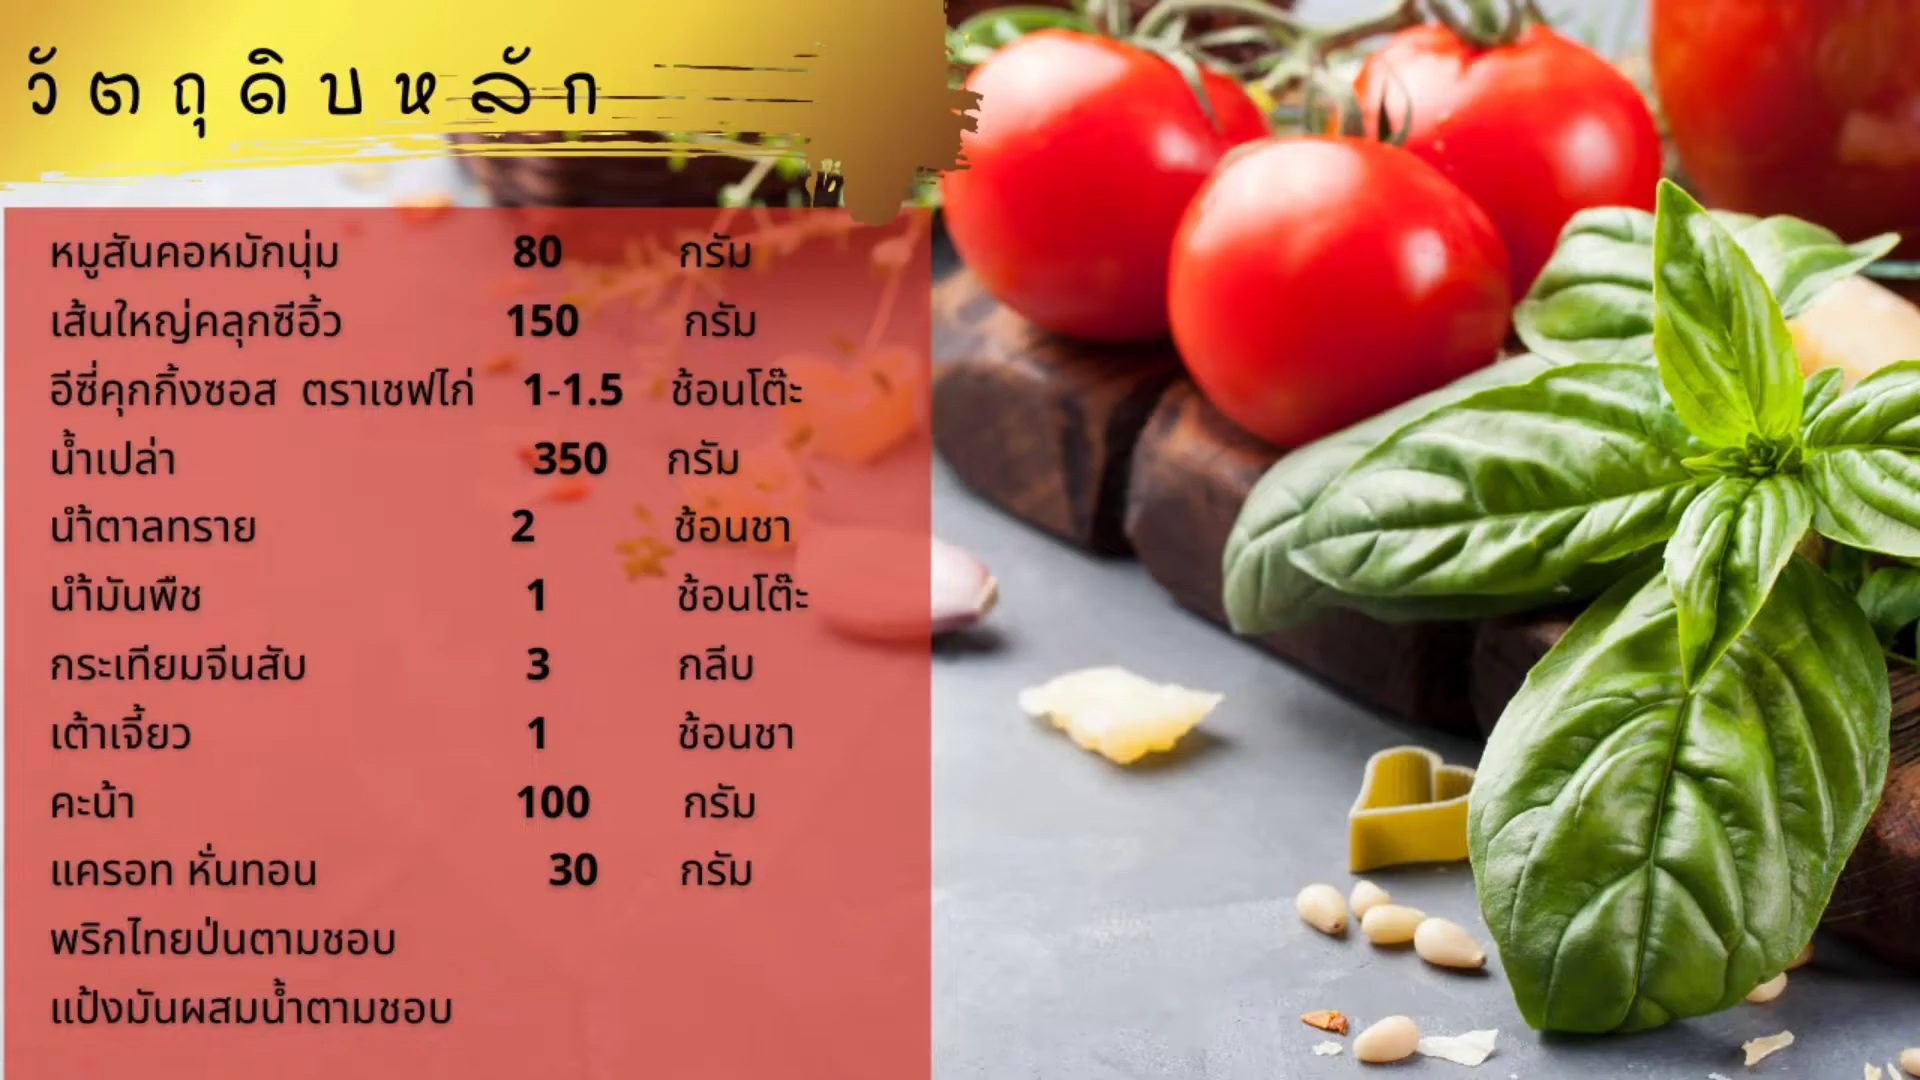 วัตถุดิบหลัก
หมูสันคอหมักนุ่ม 80 กรัม
เส้นใหญ่คลุกซีอิ้ว 150 กรัม
อีซี่คุกกิ้งซอส ตราเชฟไก่ 1-1.5 ช้อนโต๊ะ
น้ำเปล่า 350 กรัม
นำ้ตาลทราย 2 ช้อนชา
นำ้มันพืช 1 ช้อนโต๊ะ
กระเทียมจีนสับ 3 กลีบ
เต้าเจี้ยว 1 ช้อนชา
คะน้า 100 กรัม
แครอท หั่นทอน 30 กรัม
พริกไทยป่นตามชอบ
แป้งมันผสมน้ำตามชอบ